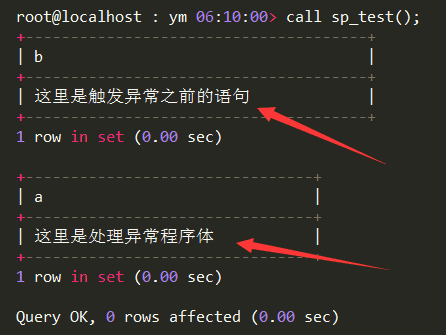 root@localhost : ym 06:10:00> call sp_test();
+-----------------------------------+
| b                                 |
+-----------------------------------+
| 这里是触发异常之前的语句 |
+-----------------------------------+
1 row in set (0.00 sec)
+-----------------------------+
| a                           |
+-----------------------------+
| 这里是处理异常程序体 |
+-----------------------------+
1 row in set (0.00 sec)
Query OK, 0 rows affected (0.00 sec)